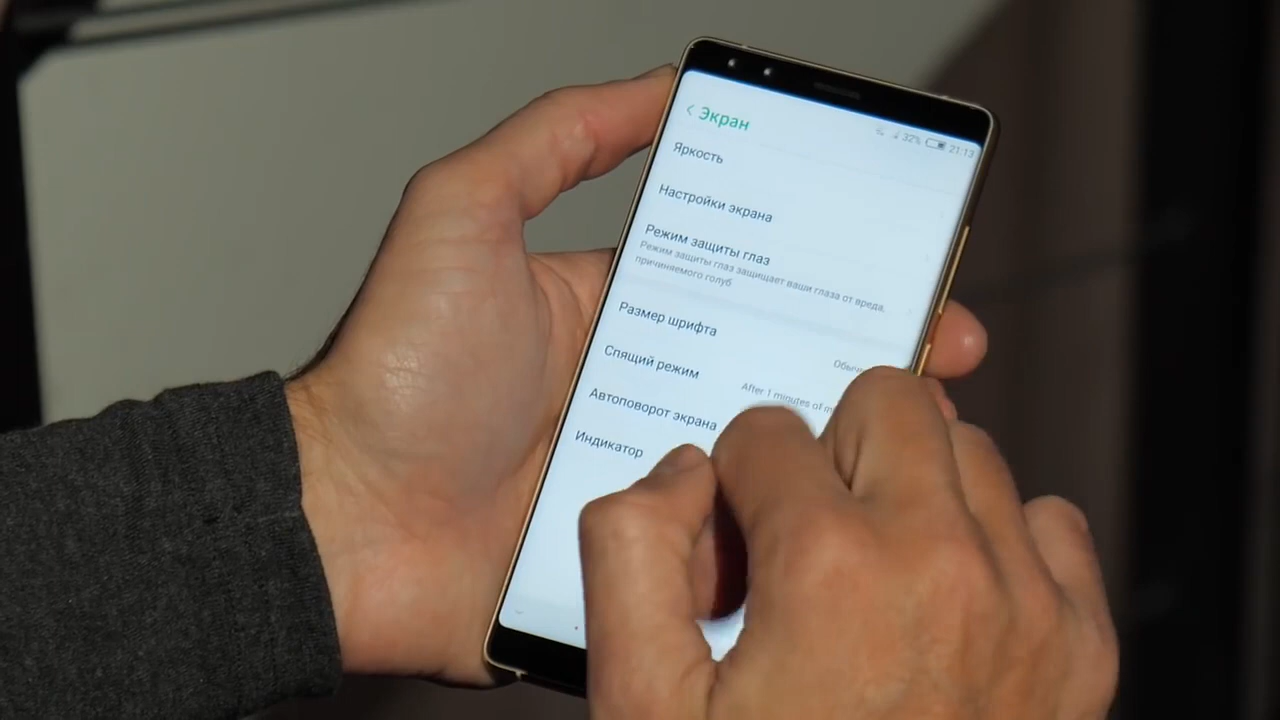 Экран
32% 21:13
Яркость
Настройки экрана
Режим защиты глаз
Режим защиты глаз защищает ваши глаза от вреда,
причиняемого голуб
Размер шрифта
Спящий режим
After 1 minutes of
Автоповорот экрана
Индикатор